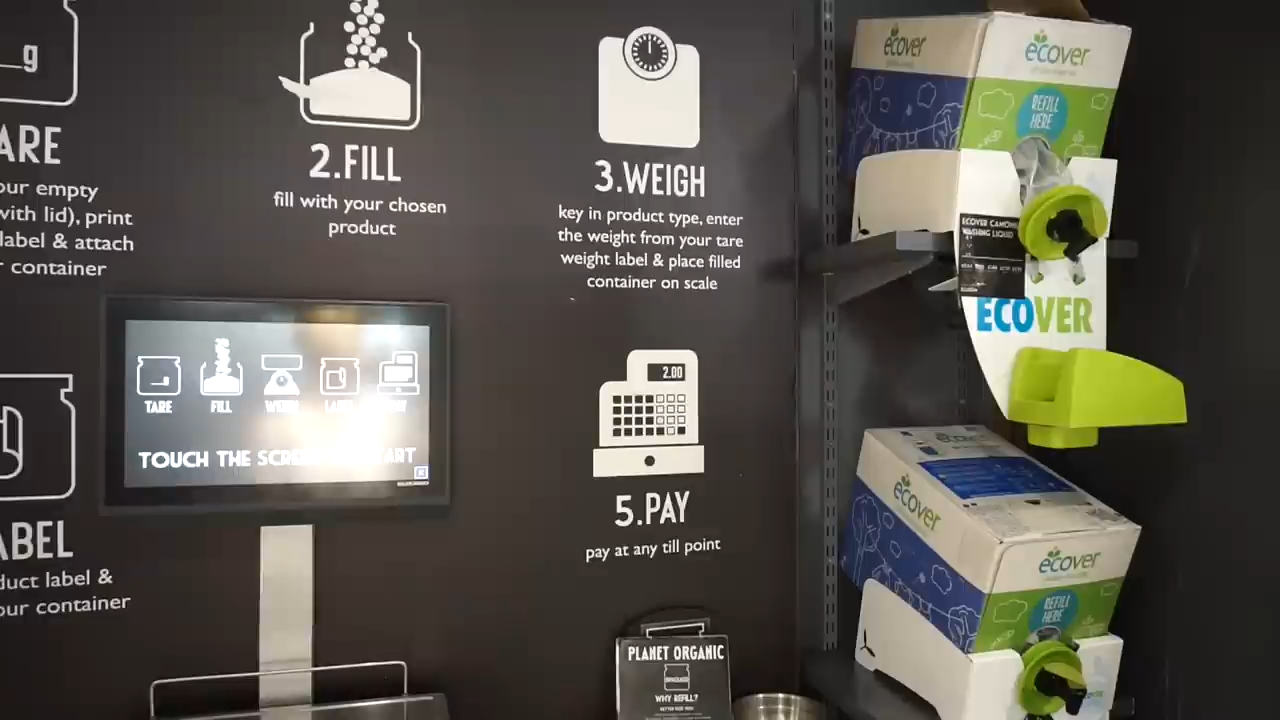 g
ARE
our empty
with lid), print
label & attach
r container
2.FILL
fill with your chosen
product
3.WEIGH
key in product type, enter
the weight from your tare
weight label & place filled
container on scale
TARE
FILL
TOUCH THE
ABEL
duct label &
our container
2.00
5.PAY
pay at any till point
PLANET ORGANIC
WHY REFILL?
ecover
ecover
REFILL
HERE
WASHING LIQUID
ECOVER
ecover
ecover
REFILL
HERE